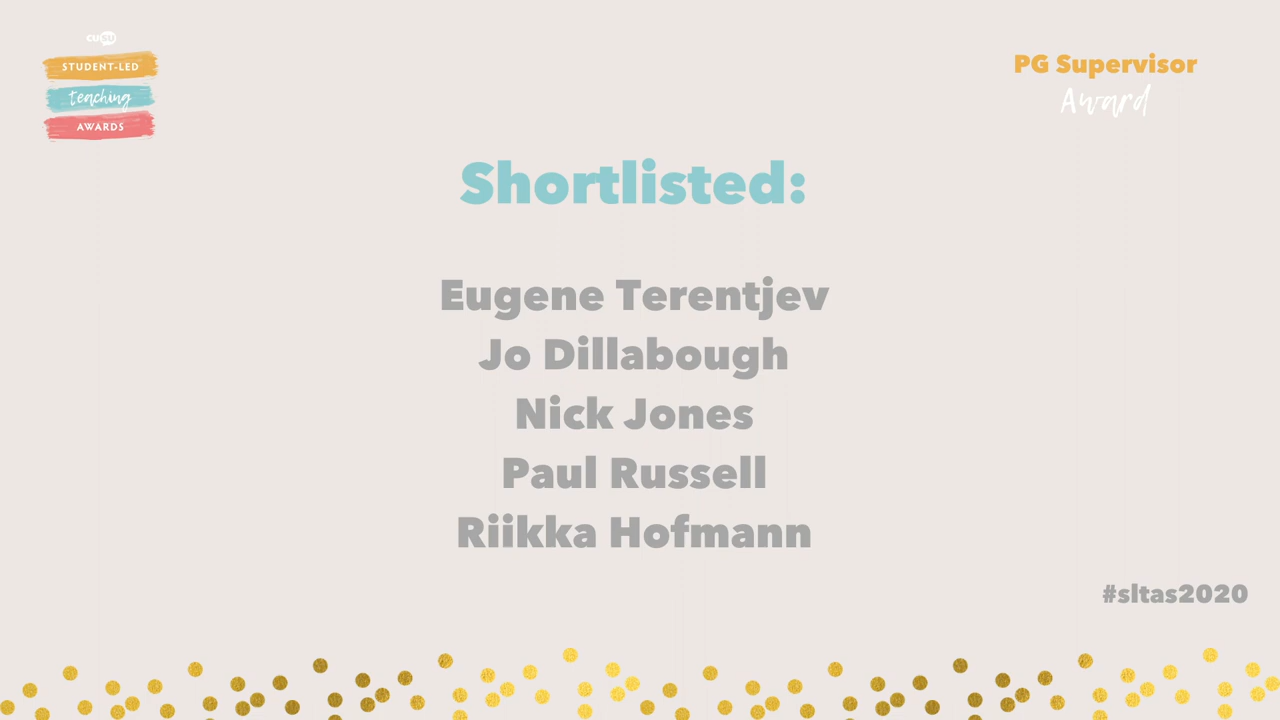 cusu
STUDENT-LED
teaching
AWARDS
PG Supervisor
Award
Shortlisted:
Eugene Terentjev
Jo Dillabough
Nick Jones
Paul Russell
Riikka Hofmann
#sltas2020